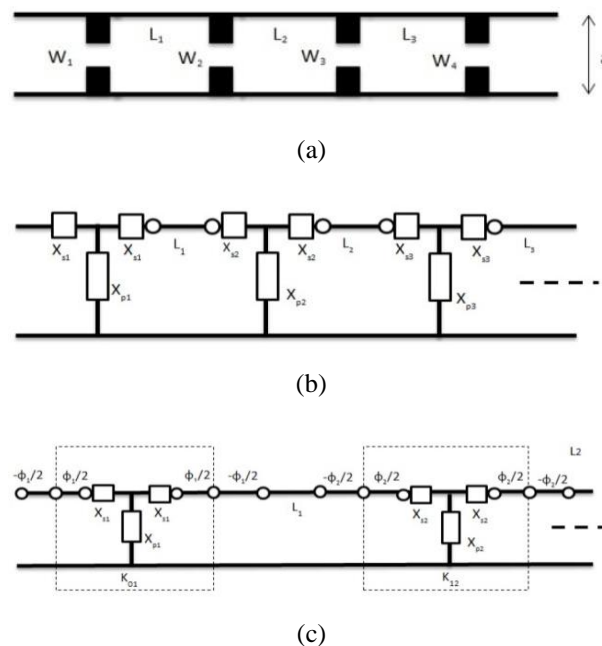 L₁ L₂ L₃
W₁ W₂ W₃ W₄
(a)
Xₛ₁ Xₛ₁ L₁ Xₛ₂ Xₛ₂ L₂ Xₛ₃ Xₛ₃ L₃
Xₚ₁ Xₚ₂ Xₚ₃
(b)
L2
-ϕ₁/2 ϕ₁/2 ϕ₁/2 -ϕ₁/2 -ϕ₂/2 ϕ₂/2 ϕ₂/2 -ϕ₂/2
Xₛ₁ Xₛ₁ L₁ Xₛ₂ Xₛ₂
Xₚ₁ Xₚ₂
K₀₁ K₁₂
(c)